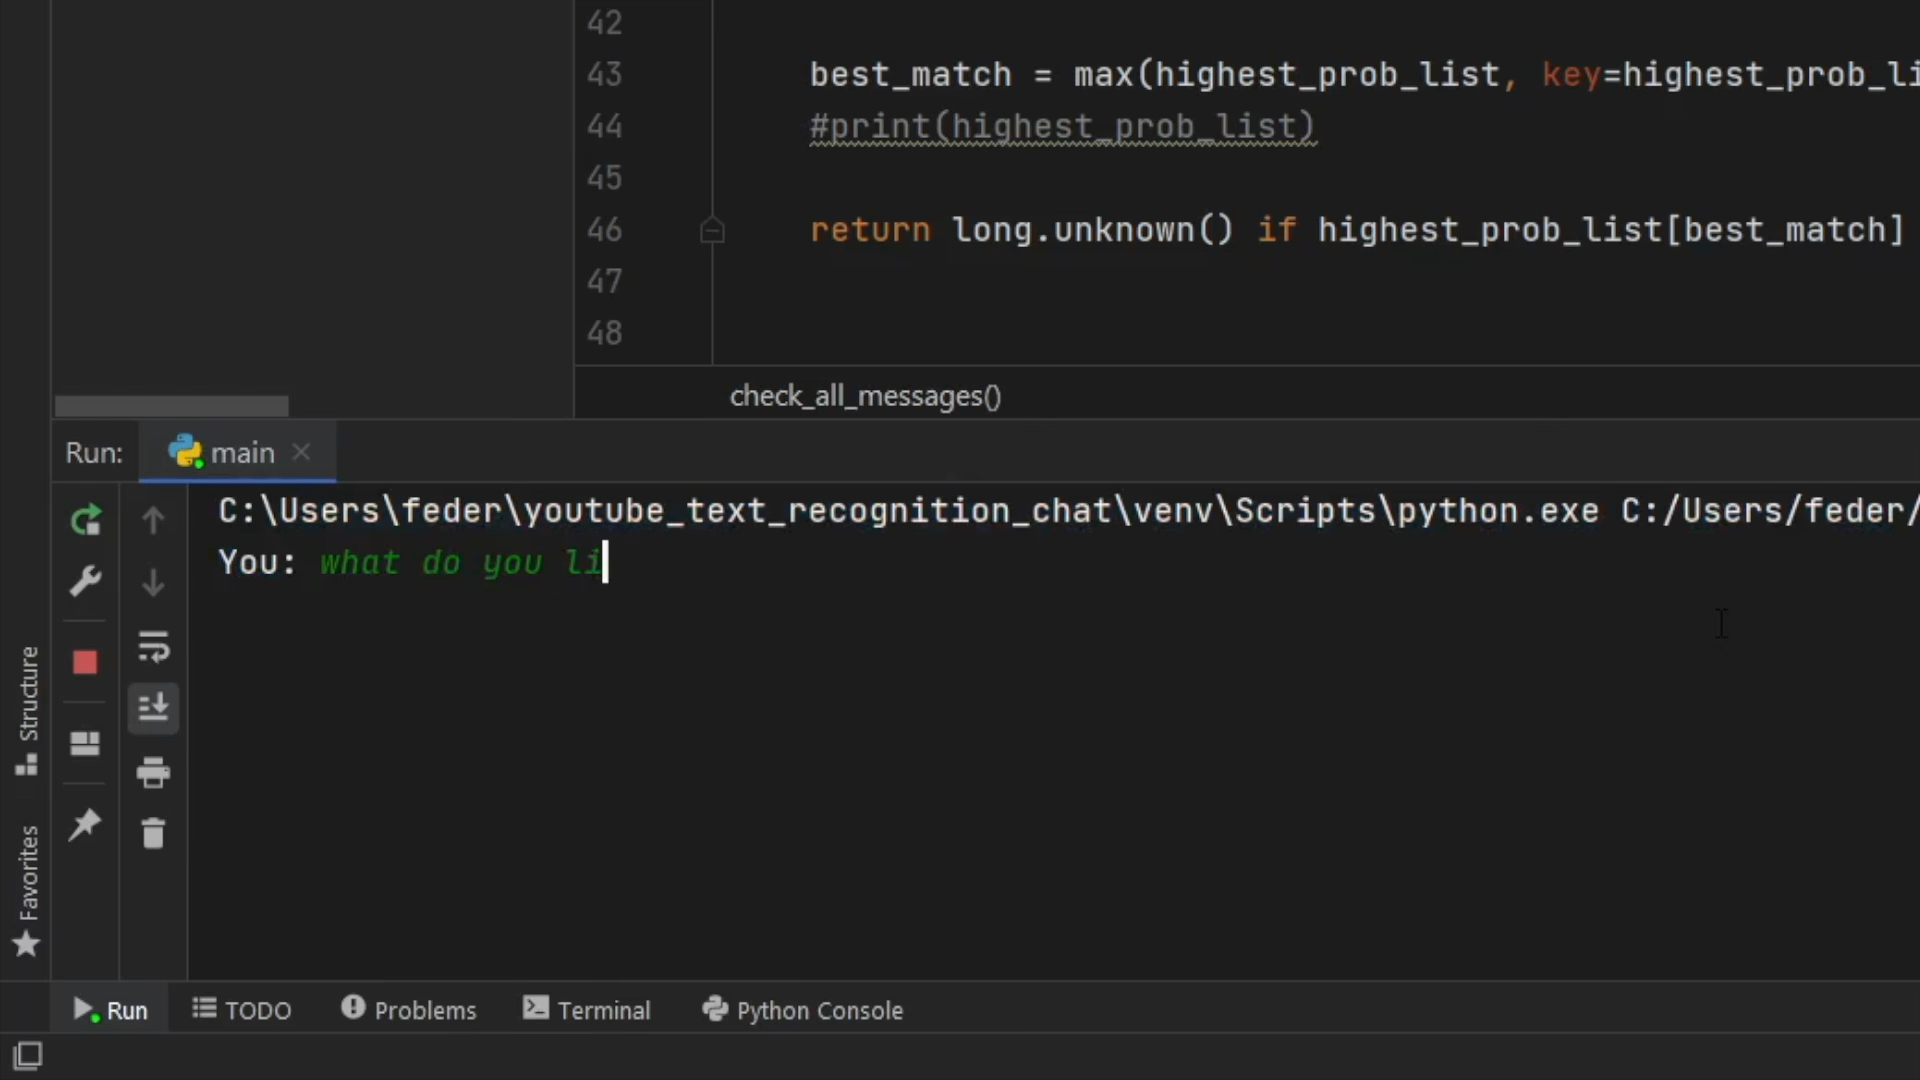 42
43 best_match = max(highest_prob_list, key=highest_prob_li
44 #print(highest_prob_list)
45
46 return long.unknown() if highest_prob_list[best_match]
47
48
check_all_messages()
Run: main
C:\Users\feder\youtube_text_recognition_chat\venv\Scripts\python.exe C:/Users/feder/
You: what do you li
Structure
Favorites
Run TODO Problems Terminal Python Console